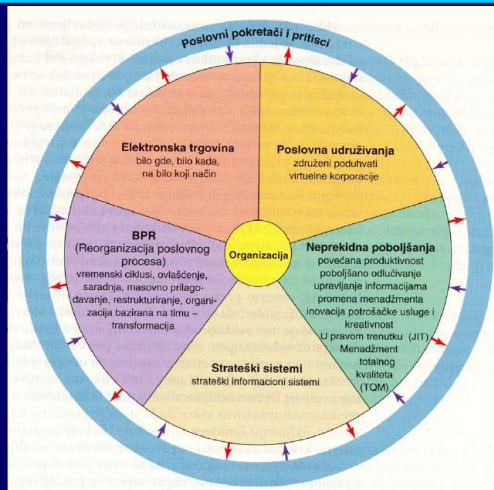 Poslovni pokretači i pritisci
Elektronska trgovina
bilo gde, bilo kada,
na bilo koji način
Poslovna udruživanja
združeni poduhvati
virtuelne korporacije
BPR
(Reorganizacija poslovnog
procesa)
vremenski ciklusi, ovlašćenje,
saradnja, masovno prilago-
đavanje, restrukturiranje, organi-
zacija bazirana na timu –
transformacija
Organizacija
Neprekidna poboljšanja
povećana produktivnost
poboljšano odlučivanje
upravljanje informacijama
promena menadžmenta
inovacija potrošačke usluge i
kreativnost
U pravom trenutku (JIT)
Menadžment
totalnog
kvaliteta
(TQM)
Strateški sistemi
strateški informacioni sistemi